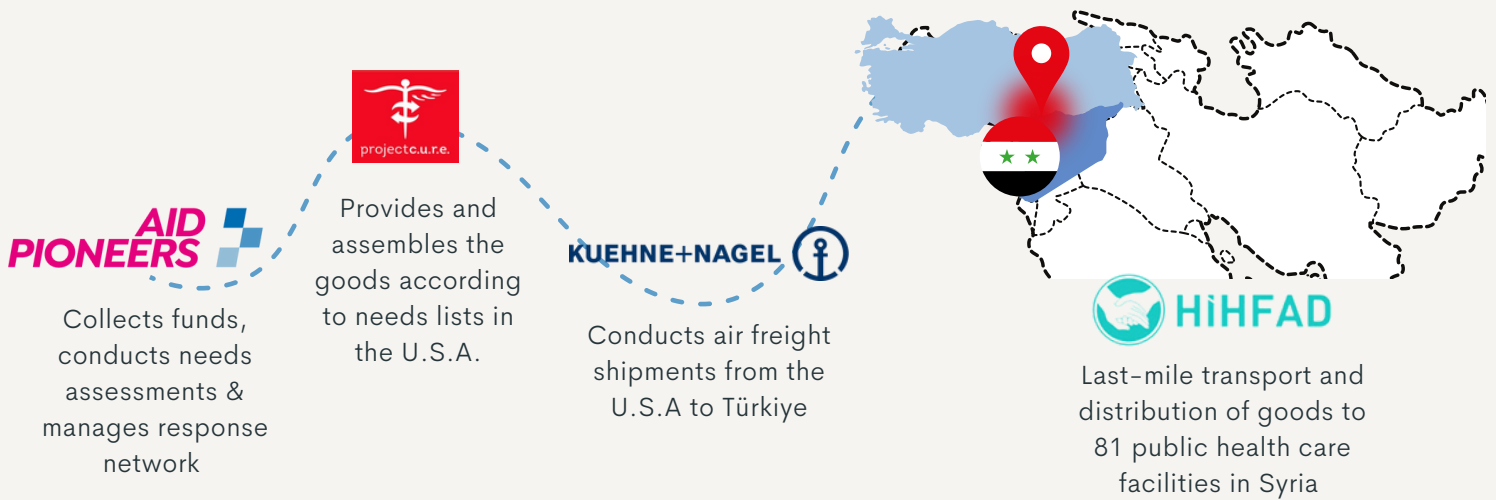 AID
PIONEERS
Collects funds,
conducts needs
assessments &
manages response
network
projectc.u.r.e.
Provides and
assembles the
goods according
to needs lists in
the U.S.A.
KUEHNE+NAGEL
Conducts air freight
shipments from the
U.S.A to Türkiye
HiHFAD
Last-mile transport and
distribution of goods to
81 public health care
facilities in Syria